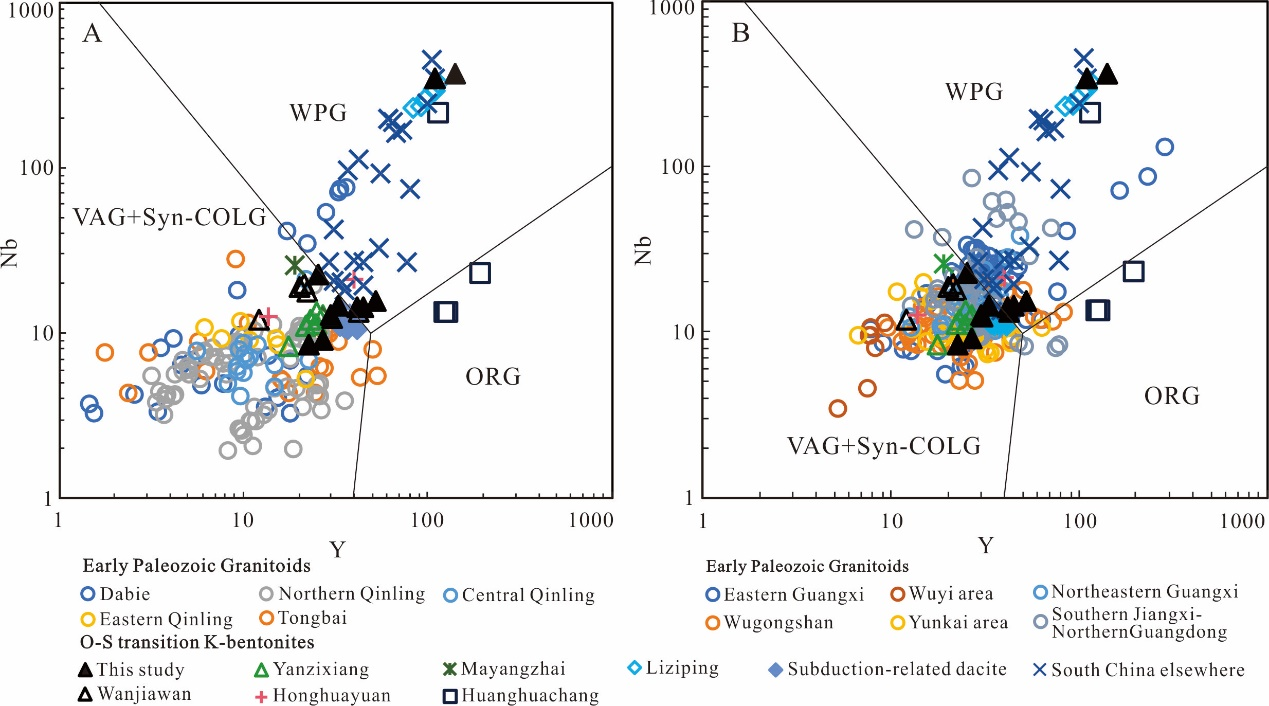 A
1000
100
10
1
Nb
WPG
VAG+Syn-COLG
ORG
1
10
100
1000
Y
B
1000
100
10
1
Nb
WPG
ORG
VAG+Syn-COLG
1
10
100
1000
Y
Early Paleozoic Granitoids
Dabie
Northern Qinling
Central Qinling
Eastern Qinling
Tongbai
Early Paleozoic Granitoids
Eastern Guangxi
Wuyi area
Northeastern Guangxi
Wugongshan
Yunkai area
Southern Jiangxi-
NorthernGuangdong
O-S transition K-bentonites
This study
Yanzixiang
Mayangzhai
Liziping
Subduction-related dacite
South China elsewhere
Wanjiawan
Honghuayuan
Huanghuachang